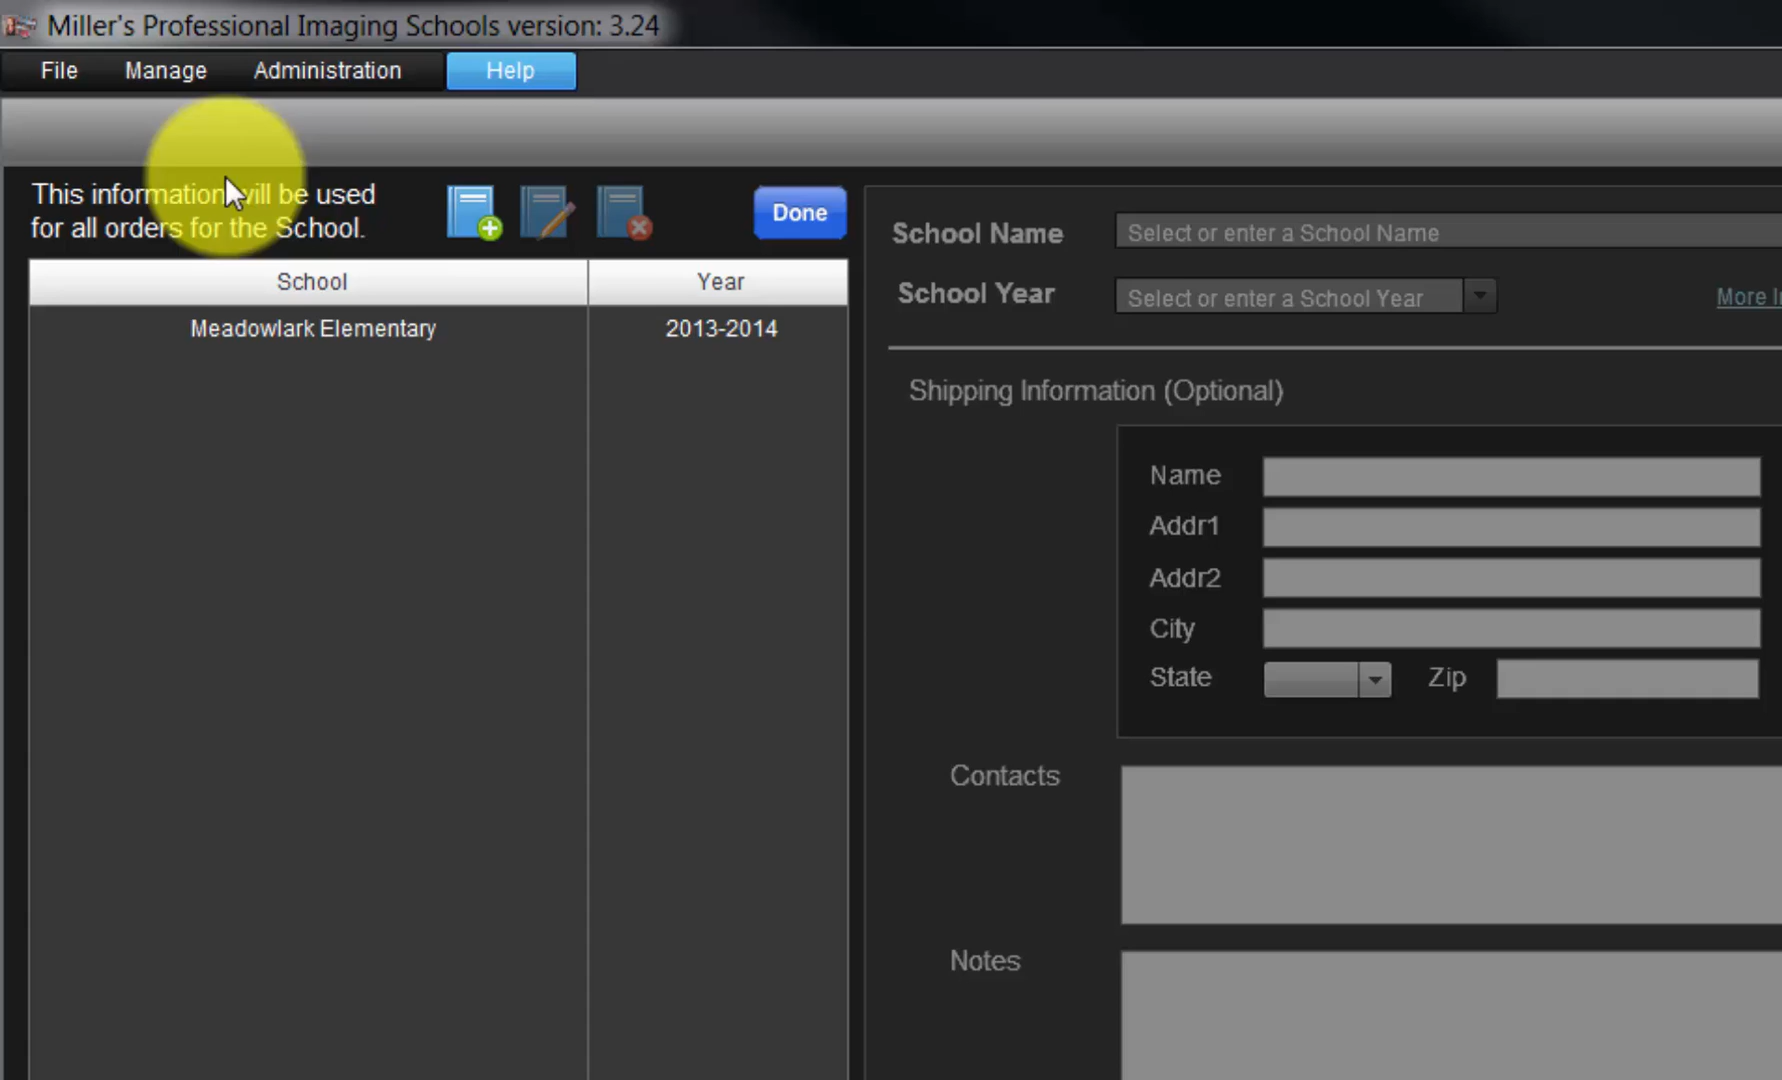 Miller's Professional Imaging Schools version: 3.24
File Manage Administration Help
This information will be used
for all orders for the School.
Done
School Year
Meadowlark Elementary 2013-2014
School Name Select or enter a School Name
School Year Select or enter a School Year
More
Shipping Information (Optional)
Name
Addr1
Addr2
City
State Zip
Contacts
Notes